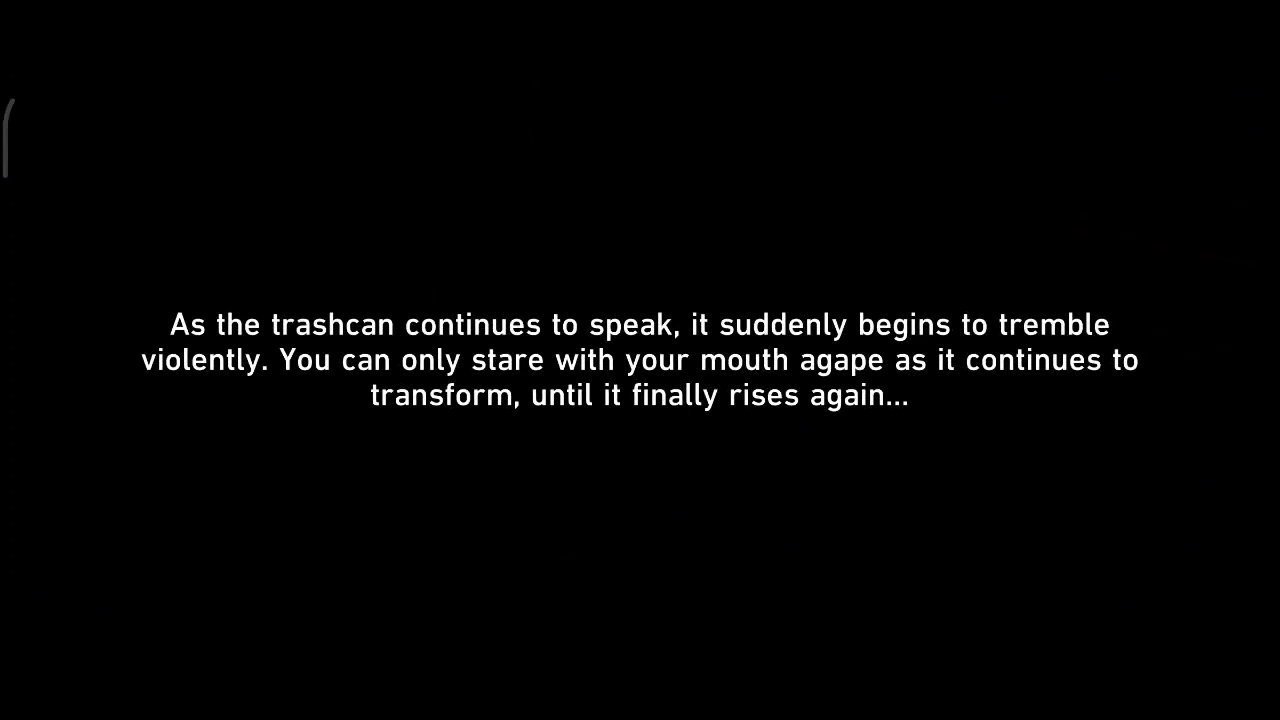 As the trashcan continues to speak, it suddenly begins to tremble
violently. You can only stare with your mouth agape as it continues to
transform, until it finally rises again...